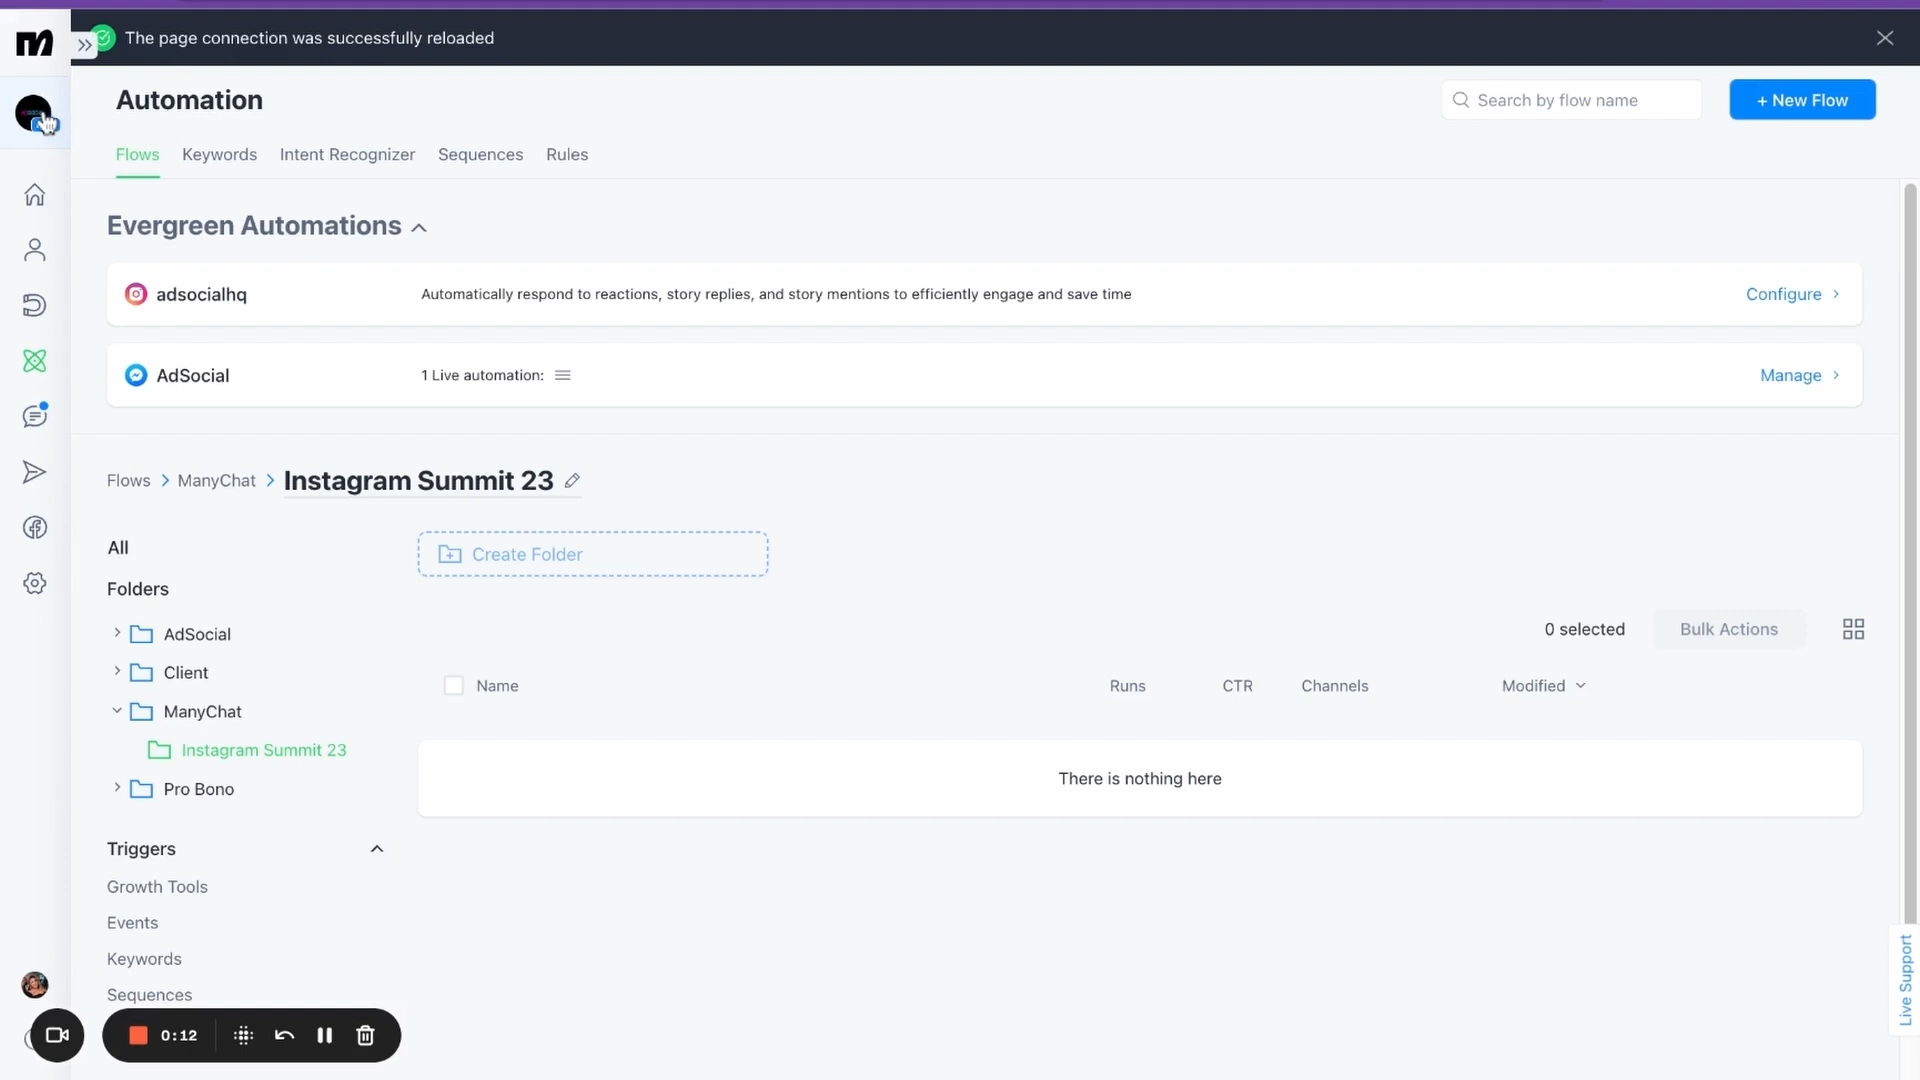 The page connection was successfully reloaded
Automation
Search by flow name
+ New Flow
Flows
Keywords
Intent Recognizer
Sequences
Rules
Evergreen Automations
adsocialhq
Automatically respond to reactions, story replies, and story mentions to efficiently engage and save time
Configure
AdSocial
1 Live automation:
Manage
Flows
ManyChat
Instagram Summit 23
All
Create Folder
Folders
AdSocial
0 selected
Bulk Actions
Client
Name
Runs
CTR
Channels
Modified
ManyChat
Instagram Summit 23
There is nothing here
Pro Bono
Triggers
Growth Tools
Events
Keywords
Sequences
Live Support
0:12